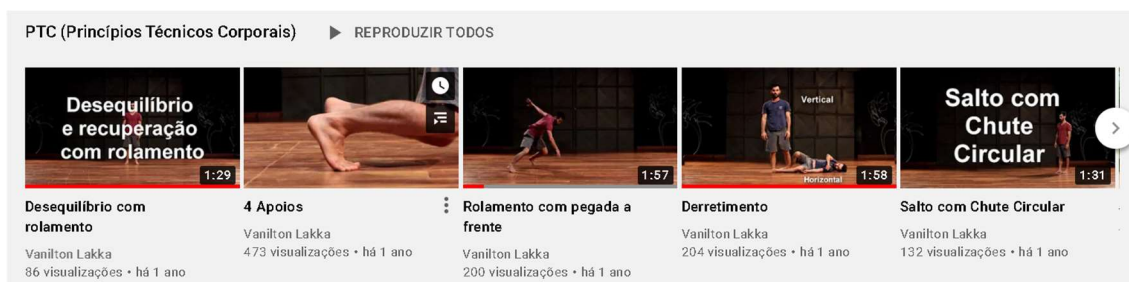 PTC (Princípios Técnicos Corporais)
REPRODUZIR TODOS
Desequilíbrio
e recuperação
com rolamento
1:29
Desequilíbrio com
rolamento
Vanilton Lakka
86 visualizações • há 1 ano
4 Apoios
Vanilton Lakka
473 visualizações • há 1 ano
1:57
Rolamento com pegada a
frente
Vanilton Lakka
200 visualizações • há 1 ano
Vertical
Horizontal
1:58
Derretimento
Vanilton Lakka
204 visualizações • há 1 ano
Salto com
Chute
Circular
1:31
Salto com Chute Circular
Vanilton Lakka
132 visualizações • há 1 ano